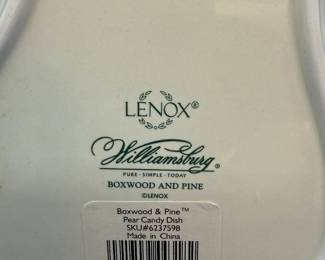 LENOX®
Williamsburg®
PURE · SIMPLE · TODAY
BOXWOOD AND PINE
©LENOX
Boxwood & Pine™
Pear Candy Dish
SKU#6237598
Made in China